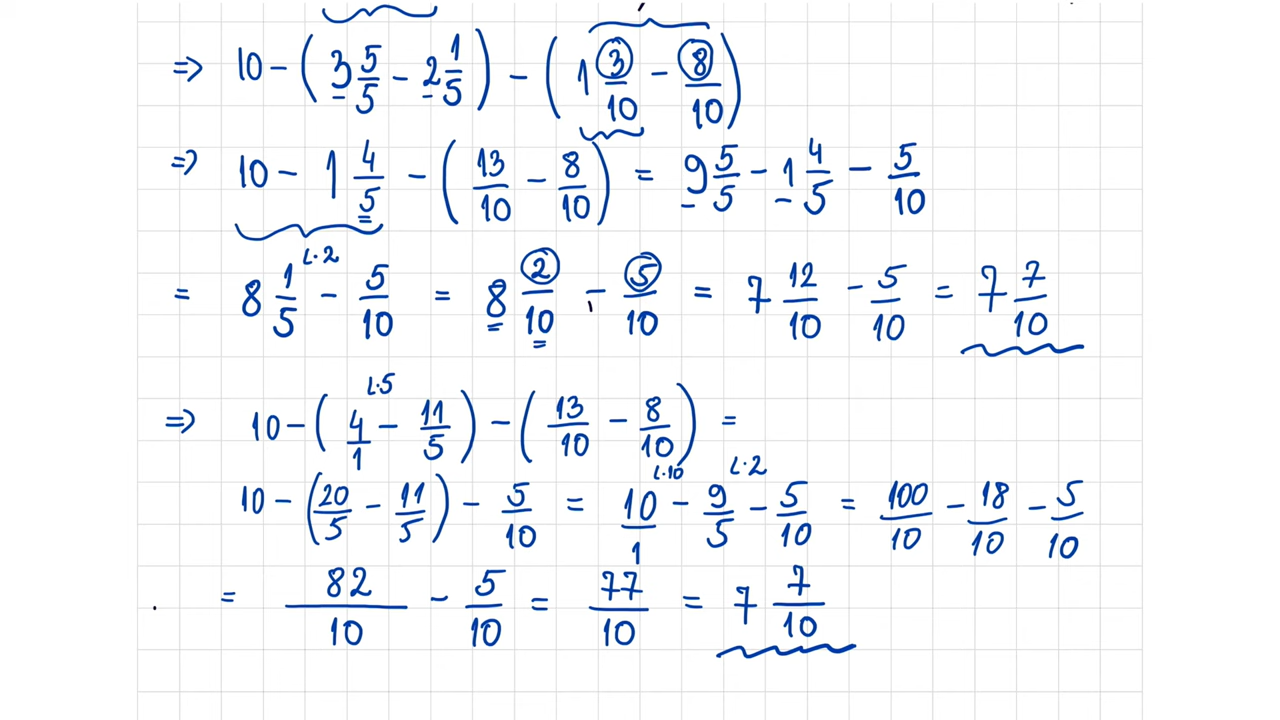 ⇒ 10 − (3 5/5 − 2 1/5) − (1 3/10 − 8/10)
⇒ 10 − 1 4/5 − (13/10 − 8/10) = 9 5/5 − 1 4/5 − 5/10
= 8 1/5 L·2 − 5/10 = 8 2/10 − 5/10 = 7 12/10 − 5/10 = 7 7/10
⇒ 10 − (4/1 L·5 − 11/5) − (13/10 − 8/10) =
10 − (20/5 − 11/5) − 5/10 = 10/1 L·10 − 9/5 L·2 − 5/10 = 100/10 − 18/10 − 5/10
= 82/10 − 5/10 = 77/10 = 7 7/10